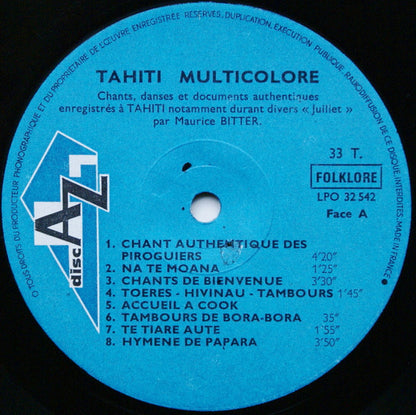 © TOUS DROITS DU PRODUCTEUR PHONOGRAPHIQUE ET DU PROPRIÉTAIRE DE L'ŒUVRE ENREGISTRÉE RÉSERVÉS, DUPLICATION, EXÉCUTION PUBLIQUE, RADIODIFFUSION DE CE DISQUE, INTERDITES. MADE IN FRANCE
TAHITI MULTICOLORE
Chants, danses et documents authentiques
enregistrés à TAHITI notamment durant divers « Juillet »
par Maurice BITTER.
disc AZ
33 T.
FOLKLORE
LPO 32 542
Face A
1. CHANT AUTHENTIQUE DES
PIROGUIERS 4'20"
2. NA TE MOANA 1'25"
3. CHANTS DE BIENVENUE 3'30"
4. TOERES - HIVINAU - TAMBOURS 1'45"
5. ACCUEIL A COOK
6. TAMBOURS DE BORA-BORA 35"
7. TE TIARE AUTE 1'55"
8. HYMENE DE PAPARA 3'50"